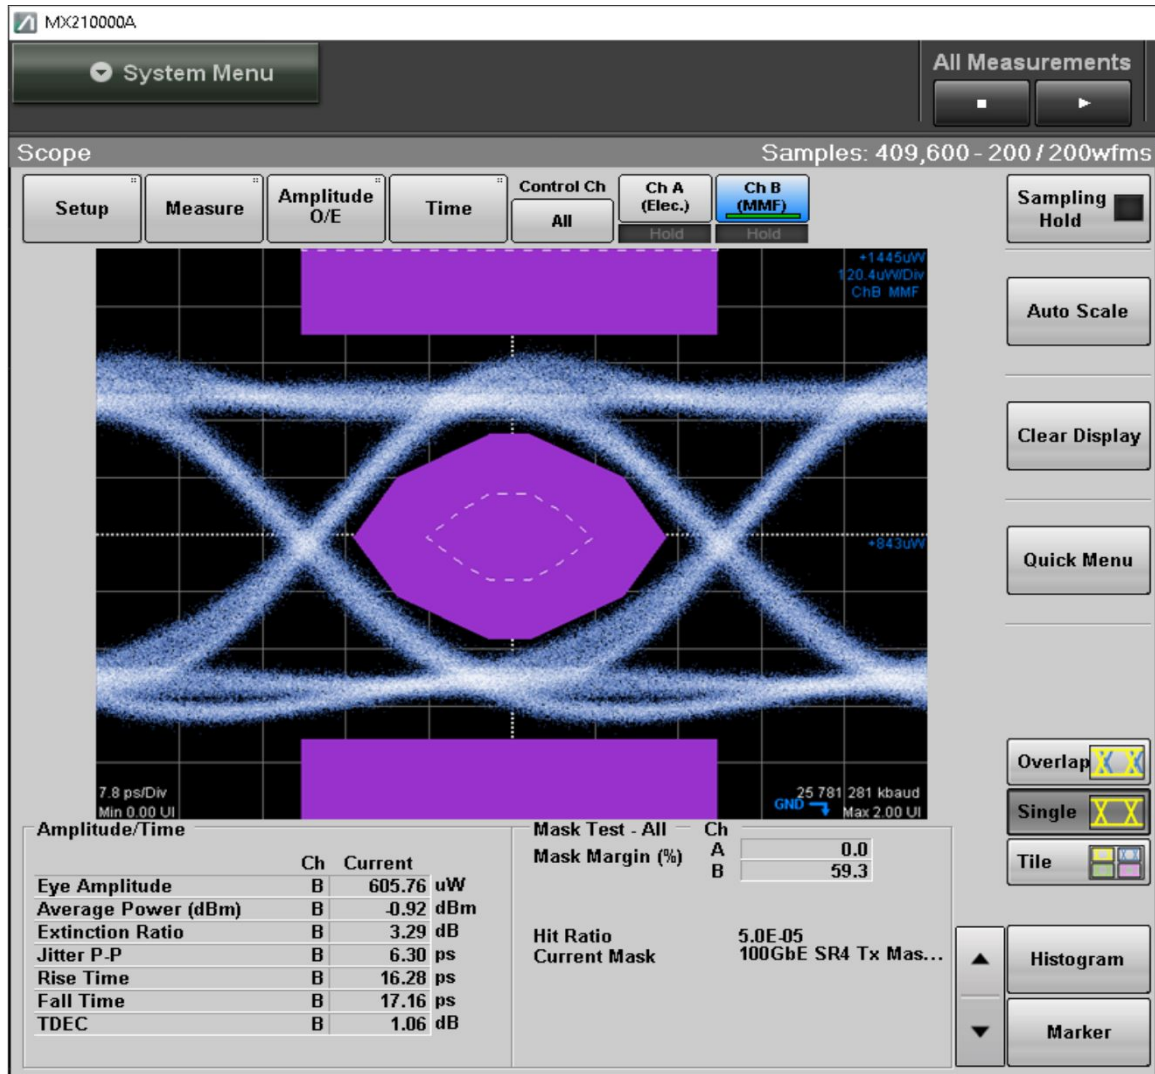 MX210000A
System Menu
All Measurements
Scope
Samples: 409,600 - 200 / 200wfms
Setup
Measure
Amplitude
O/E
Time
Control Ch
All
Ch A
(Elec.)
Hold
Ch B
(MMF)
Hold
Sampling
Hold
+1445uW
120.4uW/Div
ChB MMF
Auto Scale
Clear Display
+843uW
Quick Menu
7.8 ps/Div
Min 0.00 UI
25 781 281 kbaud
GND
Max 2.00 UI
Overlap
Single
Tile
Amplitude/Time
Ch Current
Eye Amplitude B 605.76 uW
Average Power (dBm) B -0.92 dBm
Extinction Ratio B 3.29 dB
Jitter P-P B 6.30 ps
Rise Time B 16.28 ps
Fall Time B 17.16 ps
TDEC B 1.06 dB
Mask Test - All Ch
Mask Margin (%) A 0.0
B 59.3
Hit Ratio 5.0E-05
Current Mask 100GbE SR4 Tx Mas...
Histogram
Marker